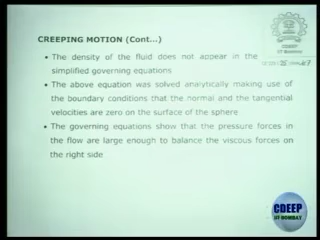 CDEEP
IIT Bombay
CREEPING MOTION (Cont...)
• The density of the fluid does not appear in the
simplified governing equations
• The above equation was solved analytically making use of
the boundary conditions that the normal and the tangential
velocities are zero on the surface of the sphere
• The governing equations show that the pressure forces in
the flow are large enough to balance the viscous forces on
the right side
CDEEP
IIT BOMBAY